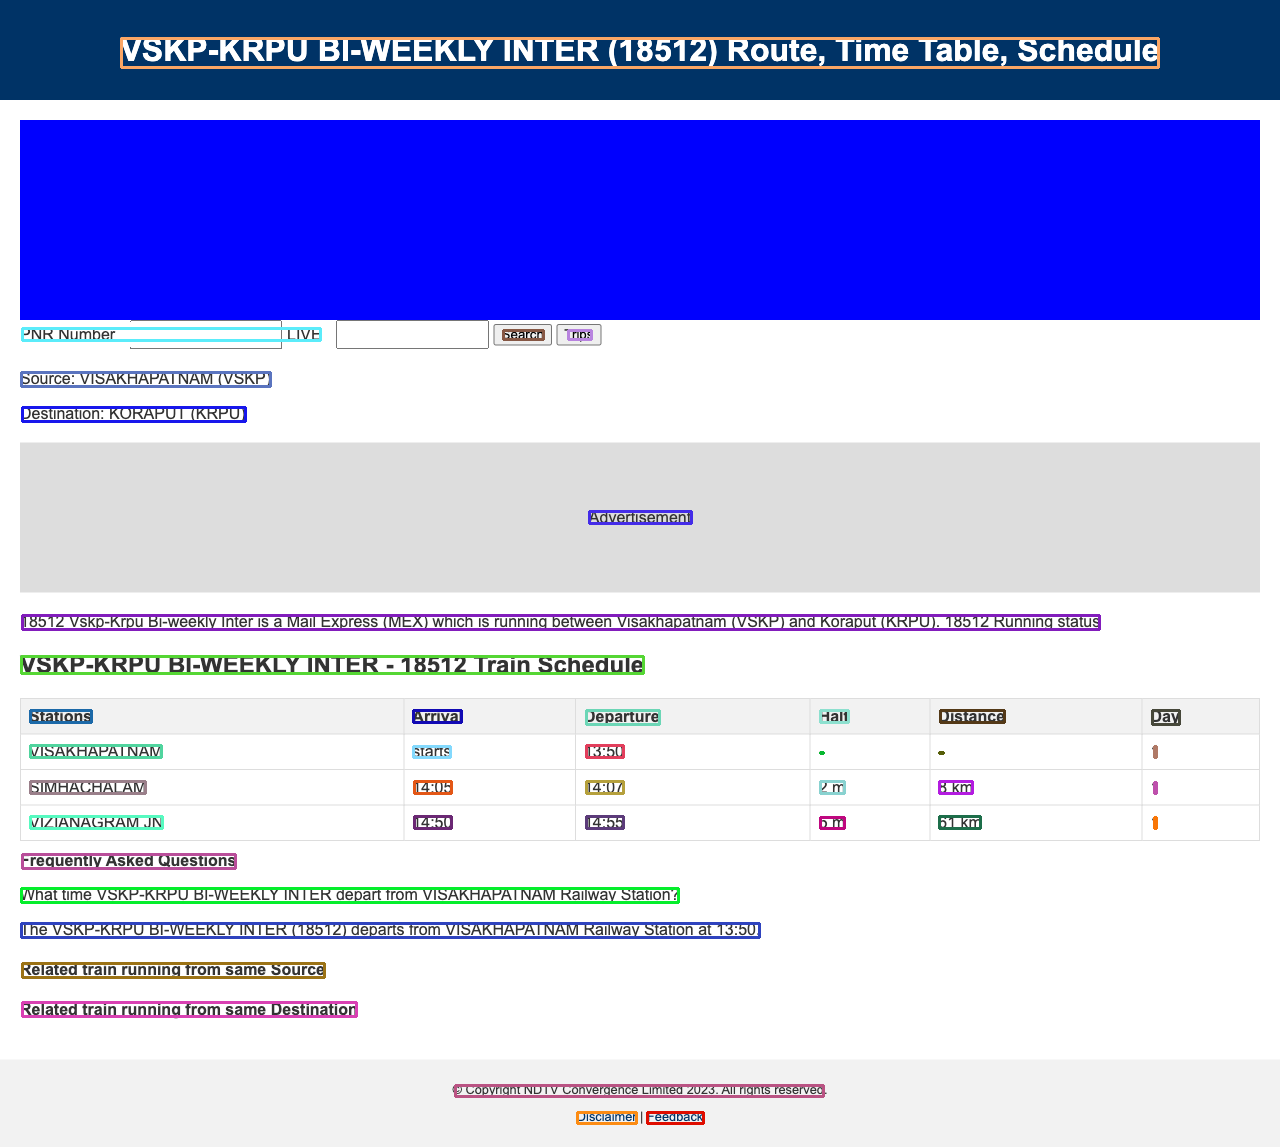 VSKP-KRPU BI-WEEKLY INTER (18512) Route, Time Table, Schedule
PNR Number LIVE Search Trips
Source: VISAKHAPATNAM (VSKP)
Destination: KORAPUT (KRPU)
Advertisement
18512 Vskp-Krpu Bi-weekly Inter is a Mail Express (MEX) which is running between Visakhapatnam (VSKP) and Koraput (KRPU). 18512 Running status
VSKP-KRPU BI-WEEKLY INTER - 18512 Train Schedule
Stations Arrival Departure Halt Distance Day
VISAKHAPATNAM starts 13:50 - - 1
SIMHACHALAM 14:05 14:07 2 m 8 km 1
VIZIANAGRAM JN 14:50 14:55 5 m 61 km 1
Frequently Asked Questions
What time VSKP-KRPU BI-WEEKLY INTER depart from VISAKHAPATNAM Railway Station?
The VSKP-KRPU BI-WEEKLY INTER (18512) departs from VISAKHAPATNAM Railway Station at 13:50.
Related train running from same Source
Related train running from same Destination
© Copyright NDTV Convergence Limited 2023. All rights reserved.
Disclaimer | Feedback